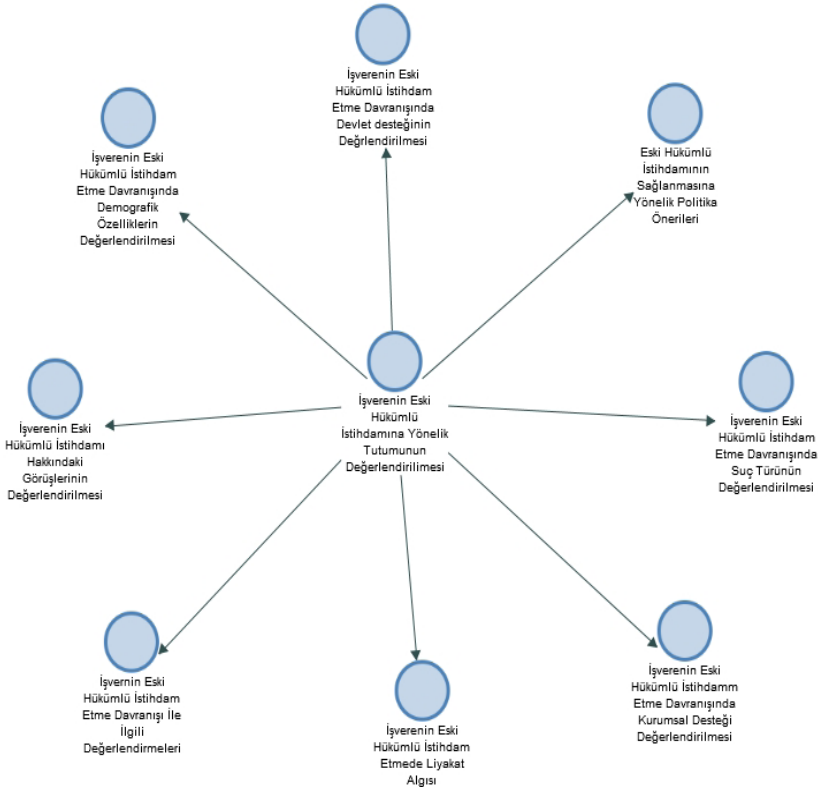 İşverenin Eski
Hükümlü İstihdam
Etme Davranışında
Devlet desteğinin
Değrlendirilmesi
İşverenin Eski
Hükümlü İstihdam
Etme Davranışında
Demografik
Özelliklerin
Değerlendirilmesi
Eski Hükümlü
İstihdamının
Sağlanmasına
Yönelik Politika
Önerileri
İşverenin Eski
Hükümlü
İstihdamına Yönelik
Tutumunun
Değerlendirilimesi
İşverenin Eski
Hükümlü İstihdamı
Hakkındaki
Görüşlerinin
Değerlendirilmesi
İşverenin Eski
Hükümlü İstihdam
Etme Davranışında
Suç Türünün
Değerlendirilmesi
İşvernin Eski
Hükümlü İstihdam
Etme Davranışı İle
İlgili
Değerlendirmeleri
İşverenin Eski
Hükümlü İstihdam
Etmede Liyakat
Algısı
İşverenin Eski
Hükümlü İstihdamm
Etme Davranışında
Kurumsal Desteği
Değerlendirilmesi